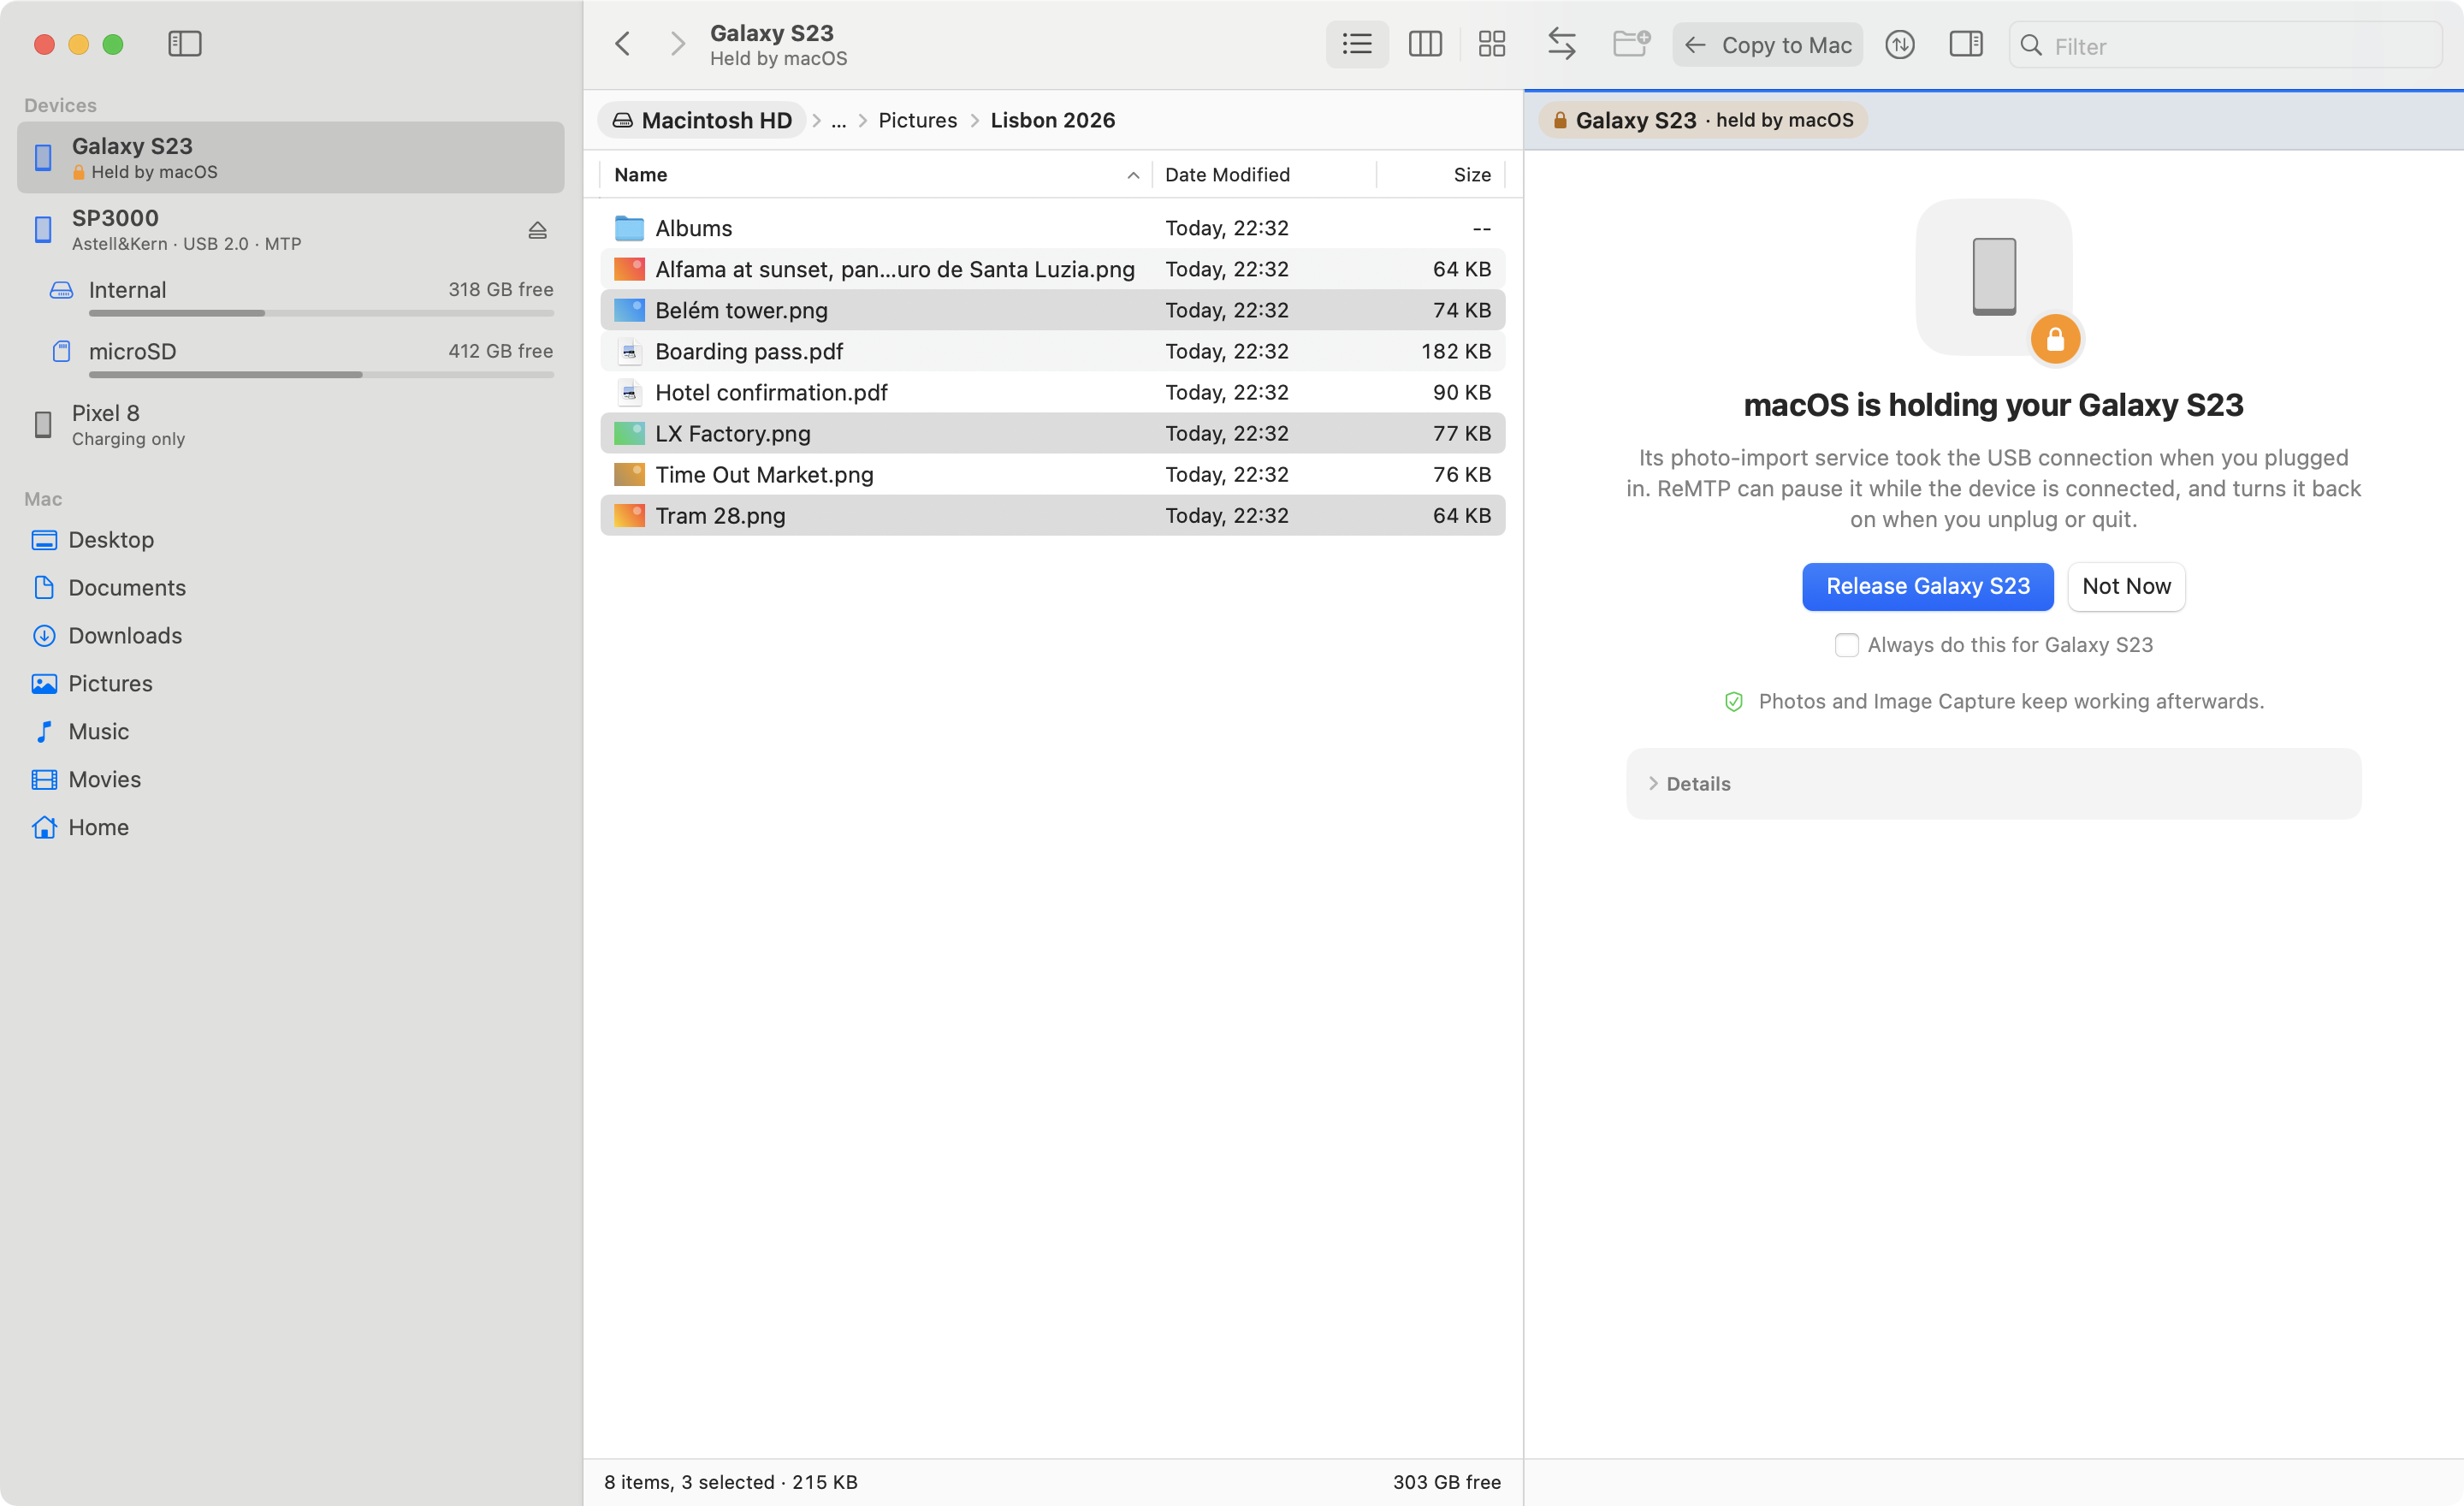 Devices
Galaxy S23
Held by macOS
SP3000
Astell&Kern · USB 2.0 · MTP
Internal 318 GB free
microSD 412 GB free
Pixel 8
Charging only
Mac
Desktop
Documents
Downloads
Pictures
Music
Movies
Home
Galaxy S23
Held by macOS
Copy to Mac
Filter
Macintosh HD › ... › Pictures › Lisbon 2026
Name Date Modified Size
Albums Today, 22:32 --
Alfama at sunset, pan...uro de Santa Luzia.png Today, 22:32 64 KB
Belém tower.png Today, 22:32 74 KB
Boarding pass.pdf Today, 22:32 182 KB
Hotel confirmation.pdf Today, 22:32 90 KB
LX Factory.png Today, 22:32 77 KB
Time Out Market.png Today, 22:32 76 KB
Tram 28.png Today, 22:32 64 KB
8 items, 3 selected · 215 KB 303 GB free
Galaxy S23 · held by macOS
macOS is holding your Galaxy S23
Its photo-import service took the USB connection when you plugged
in. ReMTP can pause it while the device is connected, and turns it back
on when you unplug or quit.
Release Galaxy S23 Not Now
Always do this for Galaxy S23
Photos and Image Capture keep working afterwards.
Details